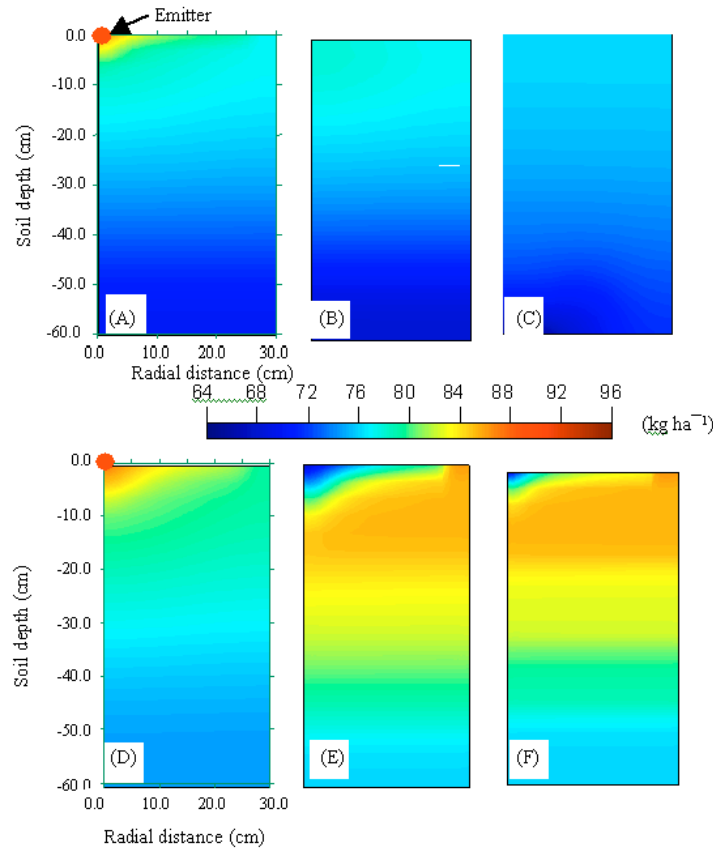 Emitter
0.0
-10.0
-20.0
-30.0
-40.0
-50.0
-60.0
Soil depth (cm)
(A)
(B)
(C)
0.0 10.0 20.0 30.0
Radial distance (cm)
64 68 72 76 80 84 88 92 96
(kg ha⁻¹)
0.0
-10.0
-20.0
-30.0
-40.0
-50.0
-60.0
Soil depth (cm)
(D)
(E)
(F)
0.0 10.0 20.0 30.0
Radial distance (cm)